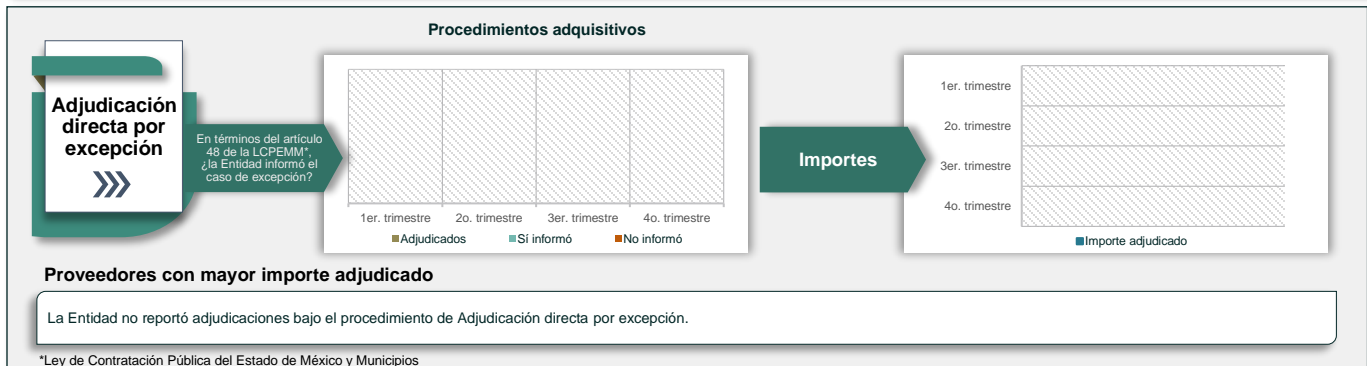 Procedimientos adquisitivos
Adjudicación
directa por
excepción
En términos del artículo
48 de la LCPEMM*,
¿la Entidad informó el
caso de excepción?
1er. trimestre 2o. trimestre 3er. trimestre 4o. trimestre
Adjudicados Sí informó No informó
Importes
1er. trimestre
2o. trimestre
3er. trimestre
4o. trimestre
Importe adjudicado
Proveedores con mayor importe adjudicado
La Entidad no reportó adjudicaciones bajo el procedimiento de Adjudicación directa por excepción.
*Ley de Contratación Pública del Estado de México y Municipios